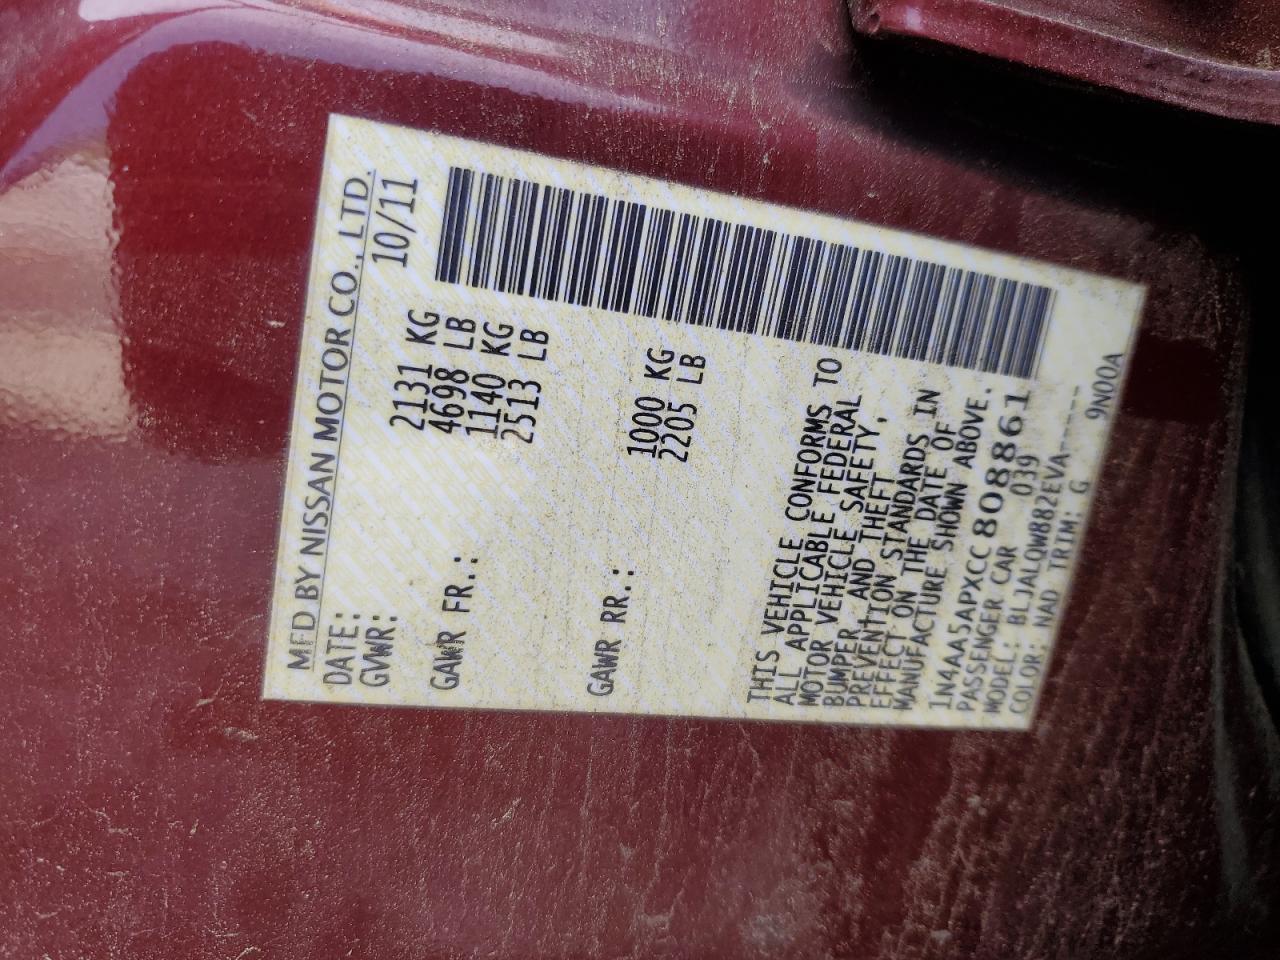 MFD BY NISSAN MOTOR CO., LTD.
DATE: 10/11
GVWR: 2131 KG
4698 LB
GAWR FR.: 1140 KG
2513 LB
GAWR RR.: 1000 KG
2205 LB
THIS VEHICLE CONFORMS TO
ALL APPLICABLE FEDERAL
MOTOR VEHICLE SAFETY,
BUMPER, AND THEFT
PREVENTION STANDARDS IN
EFFECT ON THE DATE OF
MANUFACTURE SHOWN ABOVE.
1N4AA5APXCC808861
PASSENGER CAR 039
MODEL: BLJALQW882EVA-----
COLOR: NAD TRIM: G 9N00A